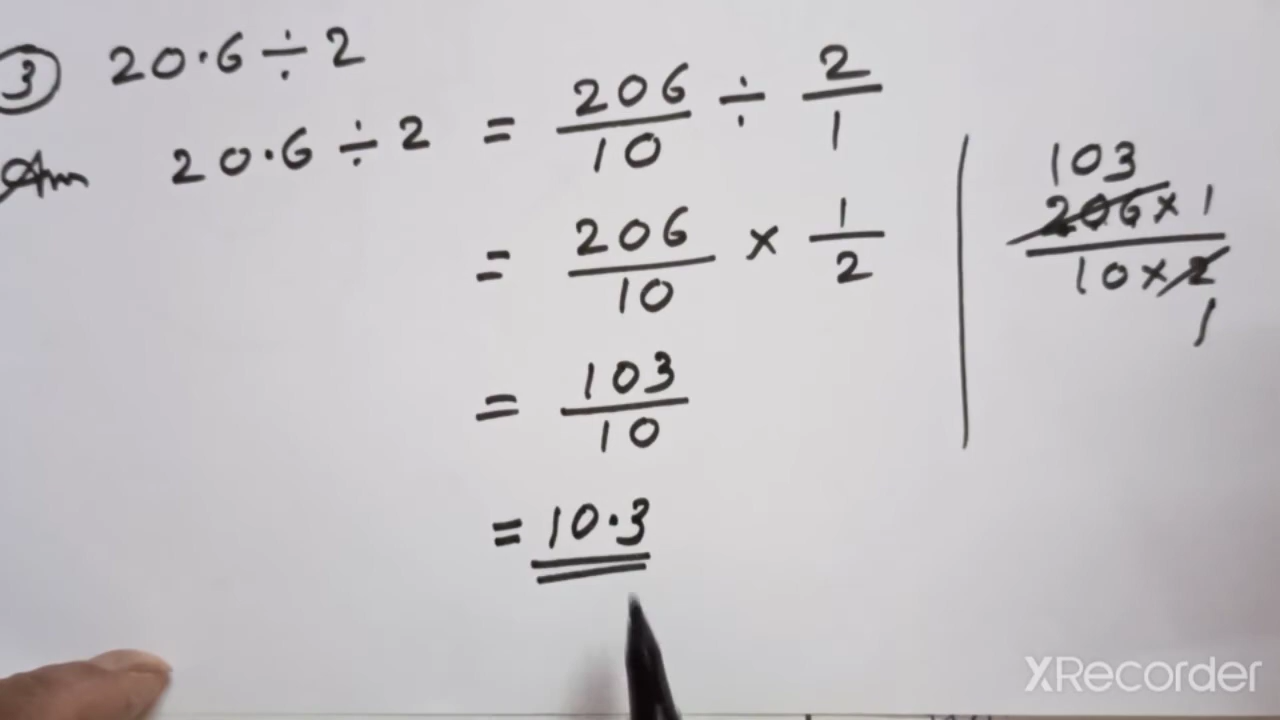 ③ 20.6 ÷ 2
Ans 20.6 ÷ 2 = 206/10 ÷ 2/1
= 206/10 × 1/2
= 103/10
= 10.3
103
206 × 1
10 × 2
1
XRecorder